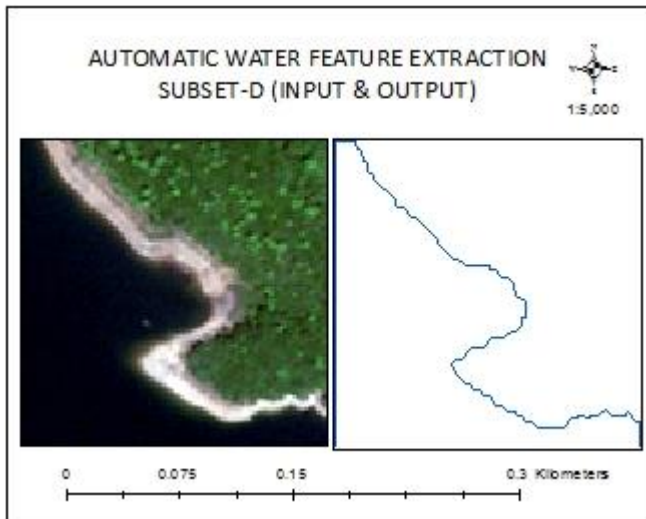 AUTOMATIC WATER FEATURE EXTRACTION
SUBSET-D (INPUT & OUTPUT)
1:5,000
0 0.075 0.15 0.3 Kilometers